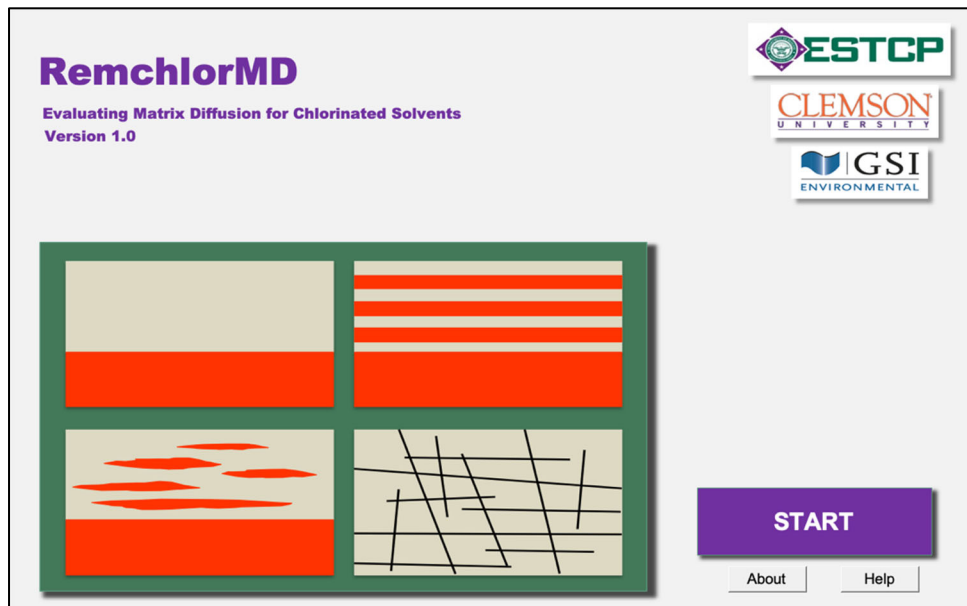 RemchlorMD
Evaluating Matrix Diffusion for Chlorinated Solvents
Version 1.0
ESTCP
CLEMSON
UNIVERSITY
GSI
ENVIRONMENTAL
START
About
Help